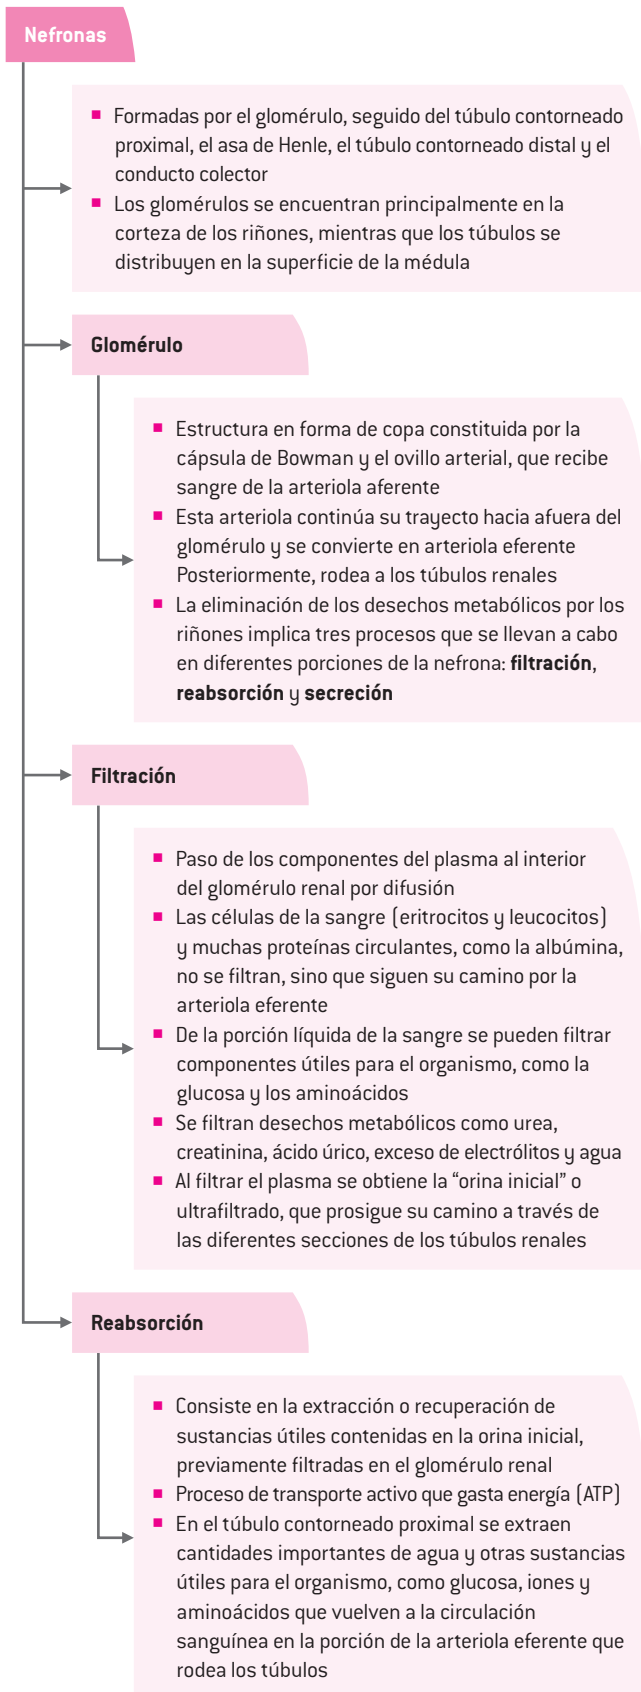 Nefronas
▪ Formadas por el glomérulo, seguido del túbulo contorneado
proximal, el asa de Henle, el túbulo contorneado distal y el
conducto colector
▪ Los glomérulos se encuentran principalmente en la
corteza de los riñones, mientras que los túbulos se
distribuyen en la superficie de la médula
Glomérulo
▪ Estructura en forma de copa constituida por la
cápsula de Bowman y el ovillo arterial, que recibe
sangre de la arteriola aferente
▪ Esta arteriola continúa su trayecto hacia afuera del
glomérulo y se convierte en arteriola eferente
Posteriormente, rodea a los túbulos renales
▪ La eliminación de los desechos metabólicos por los
riñones implica tres procesos que se llevan a cabo
en diferentes porciones de la nefrona: filtración,
reabsorción y secreción
Filtración
▪ Paso de los componentes del plasma al interior
del glomérulo renal por difusión
▪ Las células de la sangre (eritrocitos y leucocitos)
y muchas proteínas circulantes, como la albúmina,
no se filtran, sino que siguen su camino por la
arteriola eferente
▪ De la porción líquida de la sangre se pueden filtrar
componentes útiles para el organismo, como la
glucosa y los aminoácidos
▪ Se filtran desechos metabólicos como urea,
creatinina, ácido úrico, exceso de electrólitos y agua
▪ Al filtrar el plasma se obtiene la “orina inicial” o
ultrafiltrado, que prosigue su camino a través de
las diferentes secciones de los túbulos renales
Reabsorción
▪ Consiste en la extracción o recuperación de
sustancias útiles contenidas en la orina inicial,
previamente filtradas en el glomérulo renal
▪ Proceso de transporte activo que gasta energía (ATP)
▪ En el túbulo contorneado proximal se extraen
cantidades importantes de agua y otras sustancias
útiles para el organismo, como glucosa, iones y
aminoácidos que vuelven a la circulación
sanguínea en la porción de la arteriola eferente que
rodea los túbulos